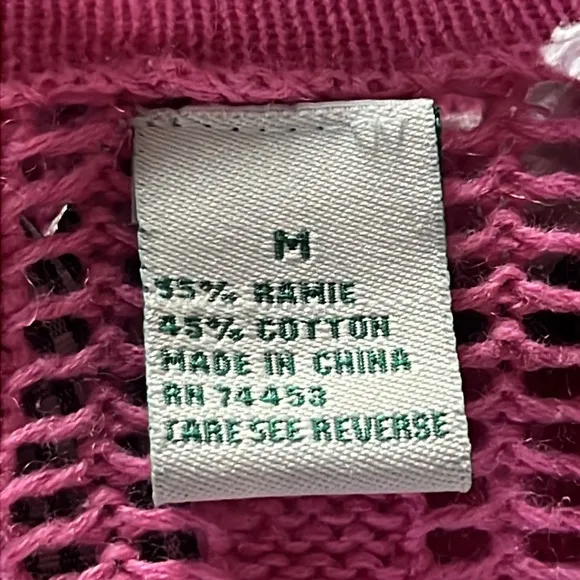 M
55% RAMIE
45% COTTON
MADE IN CHINA
RN 74453
CARE SEE REVERSE